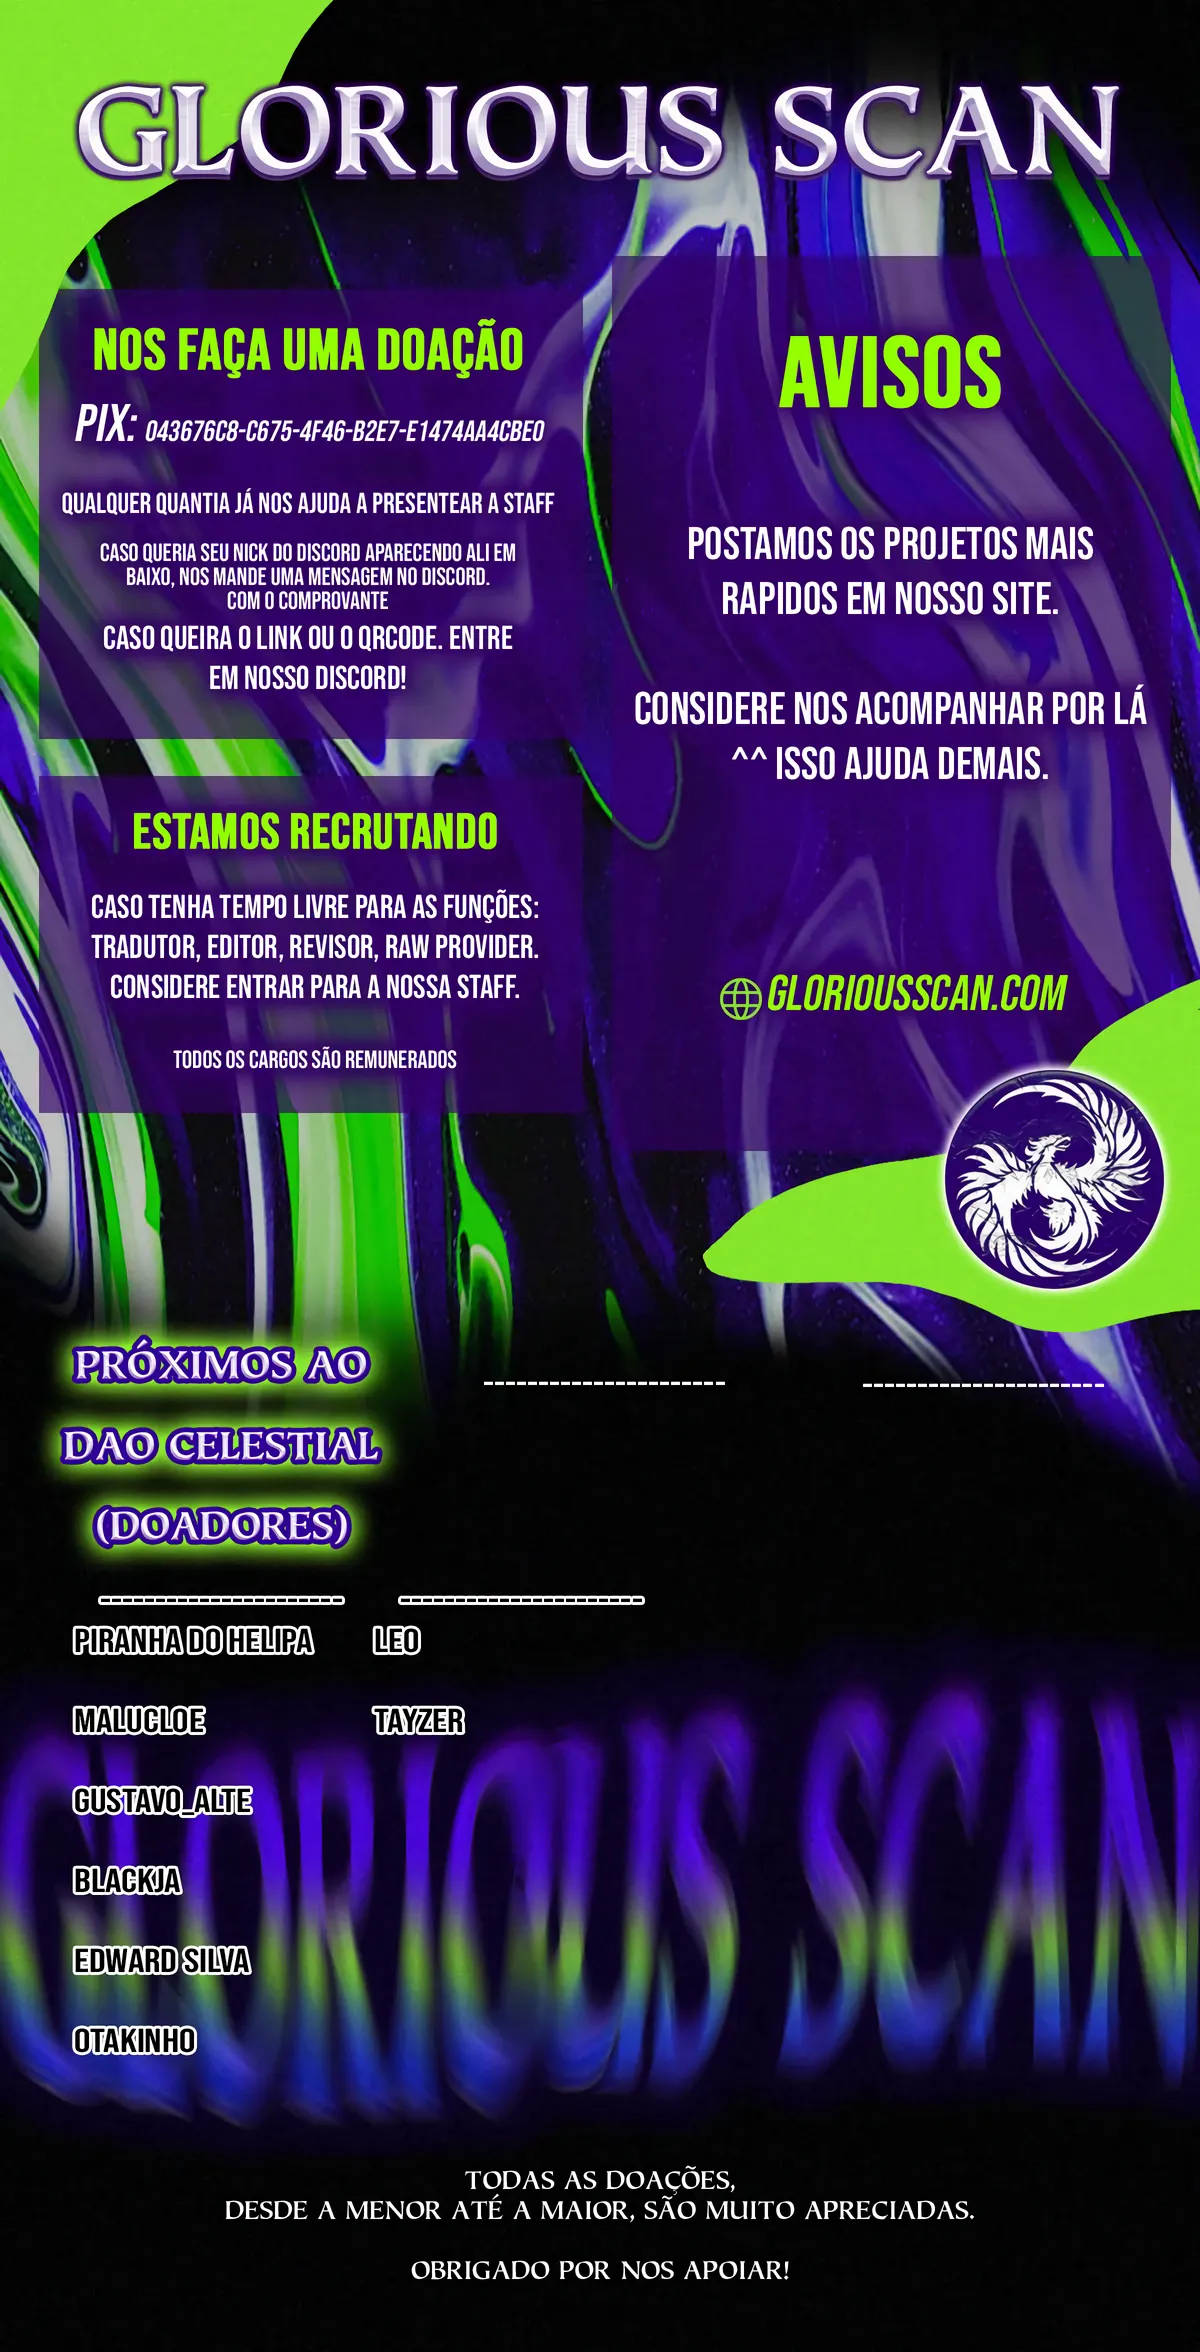 GLORIOUS SCAN
NOS FAÇA UMA DOAÇÃO
PIX: 043676C8-C675-4F46-B2E7-E1474AA4CBE0
QUALQUER QUANTIA JÁ NOS AJUDA A PRESENTEAR A STAFF
CASO QUERIA SEU NICK DO DISCORD APARECENDO ALI EM
BAIXO, NOS MANDE UMA MENSAGEM NO DISCORD.
COM O COMPROVANTE
CASO QUEIRA O LINK OU O QRCODE. ENTRE
EM NOSSO DISCORD!
ESTAMOS RECRUTANDO
CASO TENHA TEMPO LIVRE PARA AS FUNÇÕES:
TRADUTOR, EDITOR, REVISOR, RAW PROVIDER.
CONSIDERE ENTRAR PARA A NOSSA STAFF.
TODOS OS CARGOS SÃO REMUNERADOS
AVISOS
POSTAMOS OS PROJETOS MAIS
RAPIDOS EM NOSSO SITE.
CONSIDERE NOS ACOMPANHAR POR LÁ
^^ ISSO AJUDA DEMAIS.
GLORIOUSSCAN.COM
PRÓXIMOS AO
DAO CELESTIAL
(DOADORES)
----------------------
----------------------
----------------------
PIRANHA DO HELIPA
MALUCLOE
GUSTAVO_ALTE
BLACKJA
EDWARD SILVA
OTAKINHO
----------------------
LEO
TAYZER
GLORIOUS SCAN
TODAS AS DOAÇÕES,
DESDE A MENOR ATÉ A MAIOR, SÃO MUITO APRECIADAS.
OBRIGADO POR NOS APOIAR!